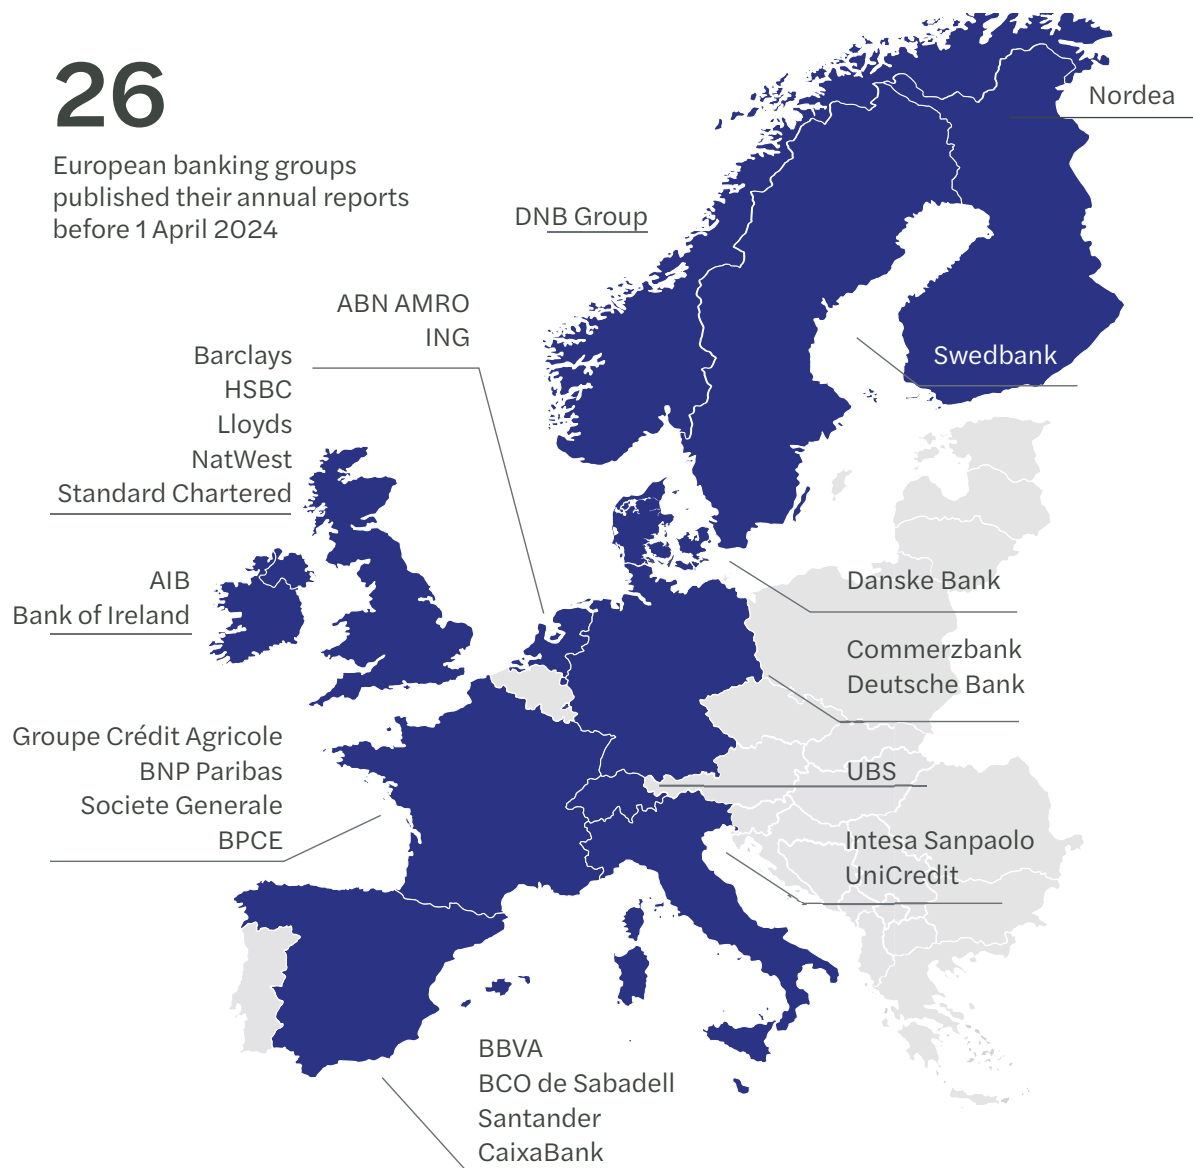 26
European banking groups
published their annual reports
before 1 April 2024
Nordea
DNB Group
ABN AMRO
ING
Barclays
HSBC
Lloyds
NatWest
Standard Chartered
Swedbank
AIB
Bank of Ireland
Danske Bank
Commerzbank
Deutsche Bank
Groupe Crédit Agricole
BNP Paribas
Societe Generale
BPCE
UBS
Intesa Sanpaolo
UniCredit
BBVA
BCO de Sabadell
Santander
CaixaBank